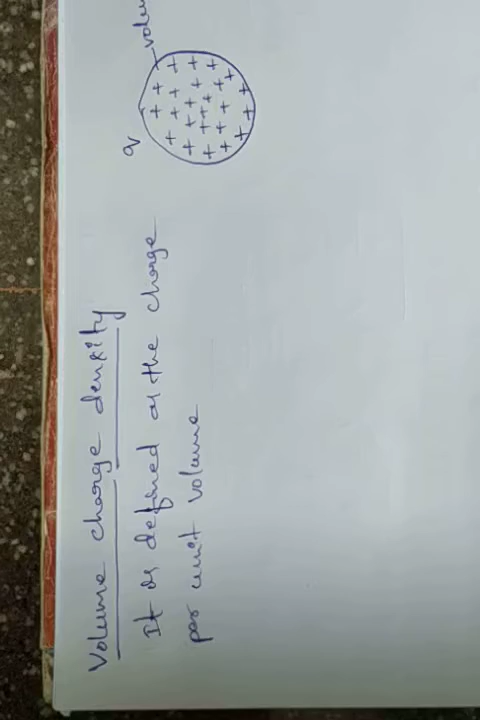 Volume charge density
It is defined as the charge
per unit volume
q
+ + + + + + + + + + + + + + + + + + + + + + + +